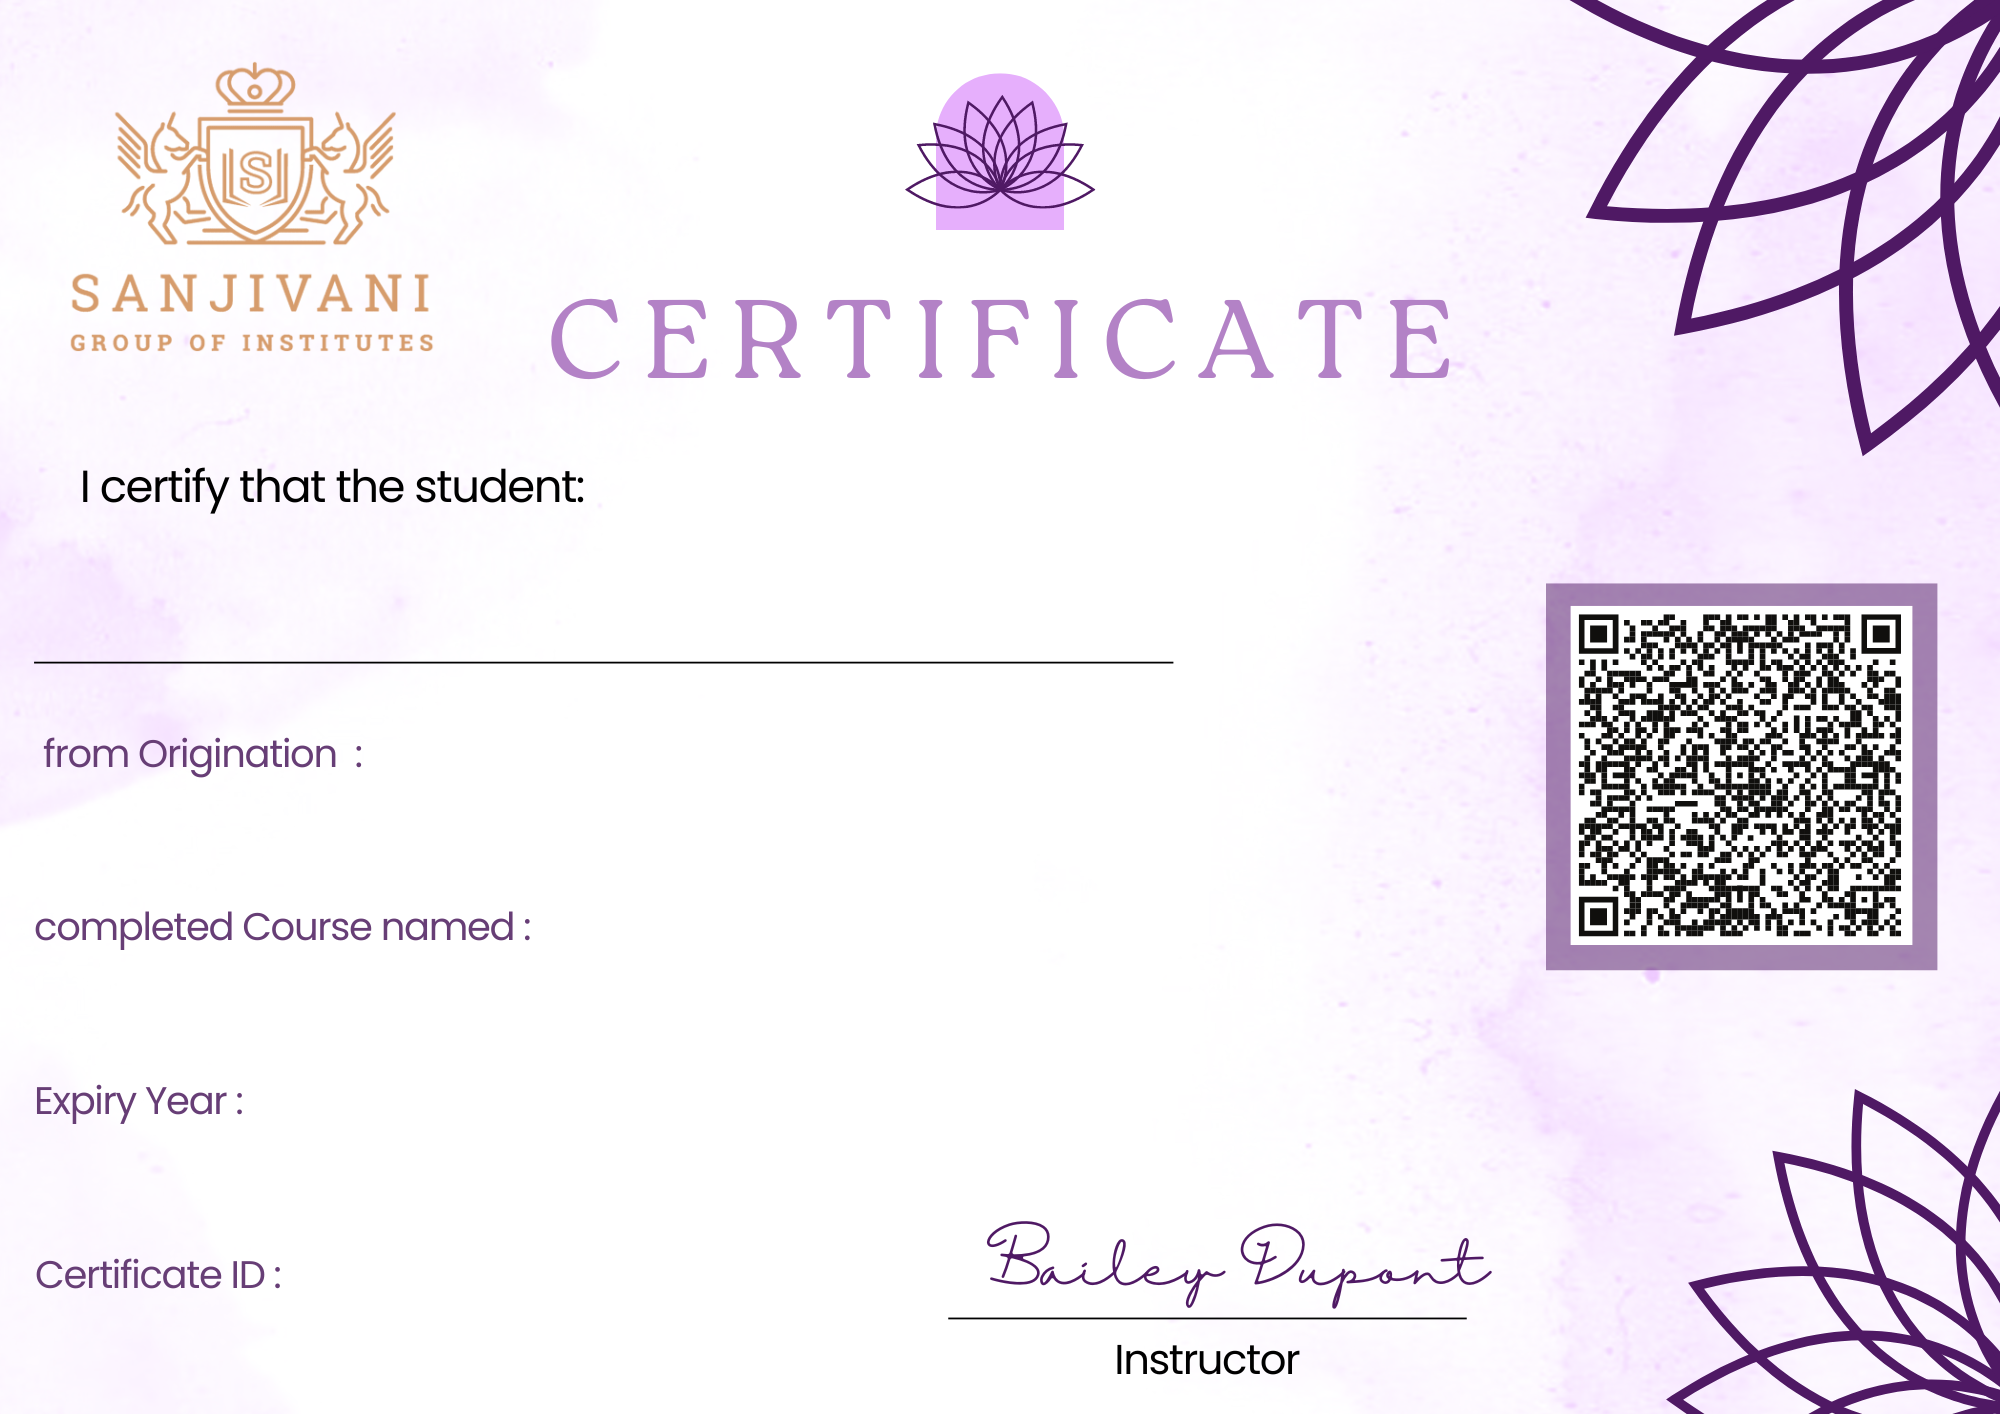 S
SANJIVANI
GROUP OF INSTITUTES
CERTIFICATE
I certify that the student:
from Origination :
completed Course named :
Expiry Year :
Certificate ID :
Bailey Dupont
Instructor